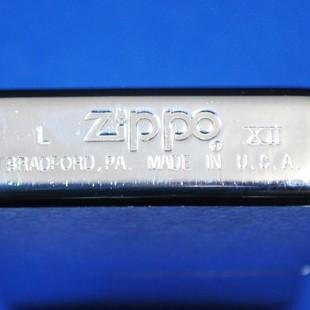 L Zippo XII
BRADFORD, PA. MADE IN U.S.A.